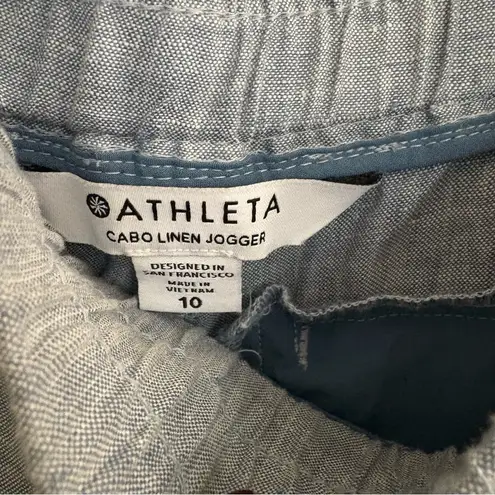 ATHLETA
CABO LINEN JOGGER
DESIGNED IN
SAN FRANCISCO
MADE IN
VIETNAM
10